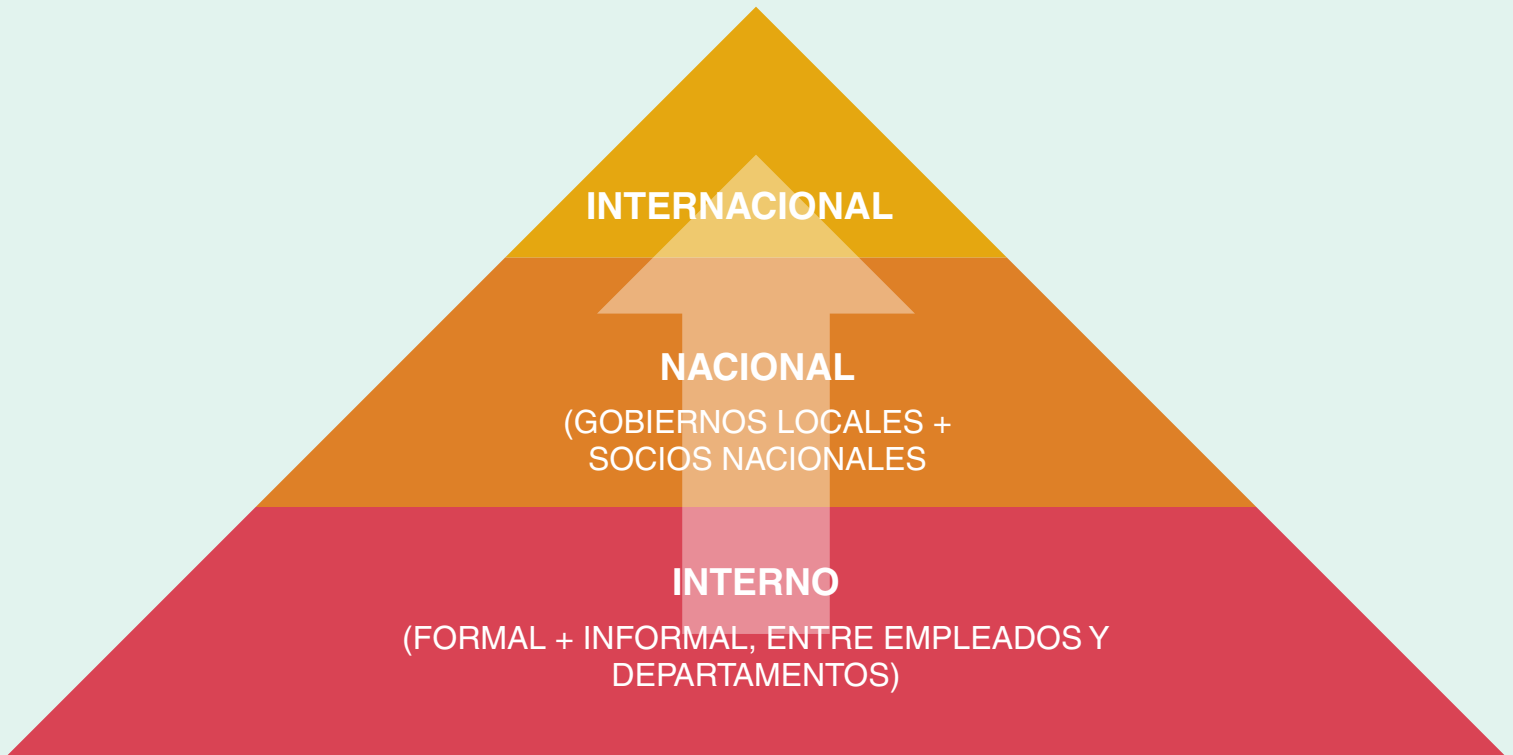 INTERNACIONAL
NACIONAL
(GOBIERNOS LOCALES +
SOCIOS NACIONALES
INTERNO
(FORMAL + INFORMAL, ENTRE EMPLEADOS Y
DEPARTAMENTOS)